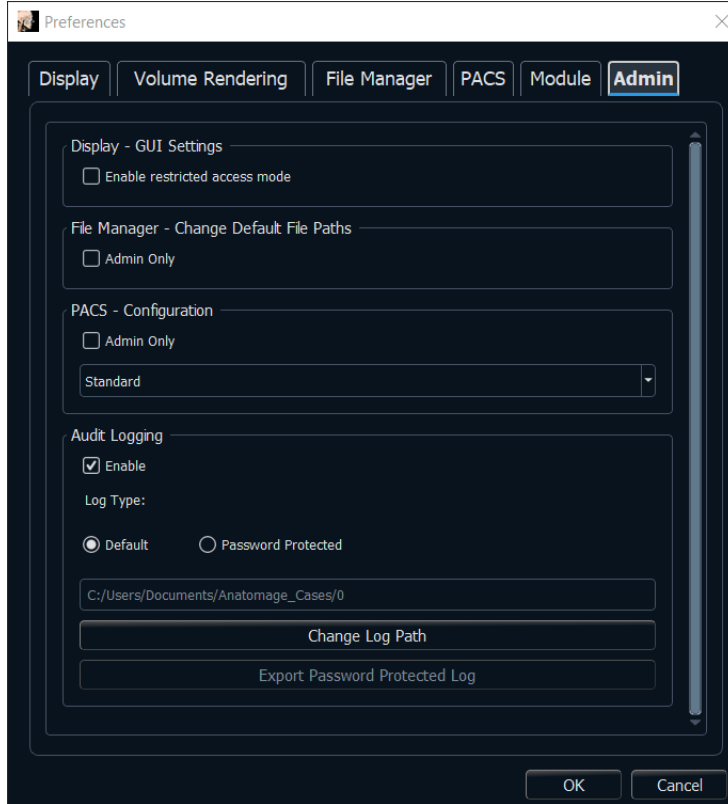 Preferences
Display Volume Rendering File Manager PACS Module Admin
Display - GUI Settings
Enable restricted access mode
File Manager - Change Default File Paths
Admin Only
PACS - Configuration
Admin Only
Standard
Audit Logging
Enable
Log Type:
Default Password Protected
C:/Users/Documents/Anatomage_Cases/0
Change Log Path
Export Password Protected Log
OK Cancel